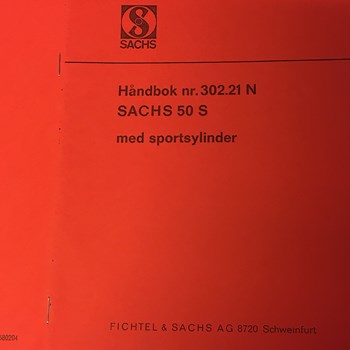 SACHS
Håndbok nr. 302.21 N
SACHS 50 S
med sportsylinder
FICHTEL & SACHS AG 8720 Schweinfurt